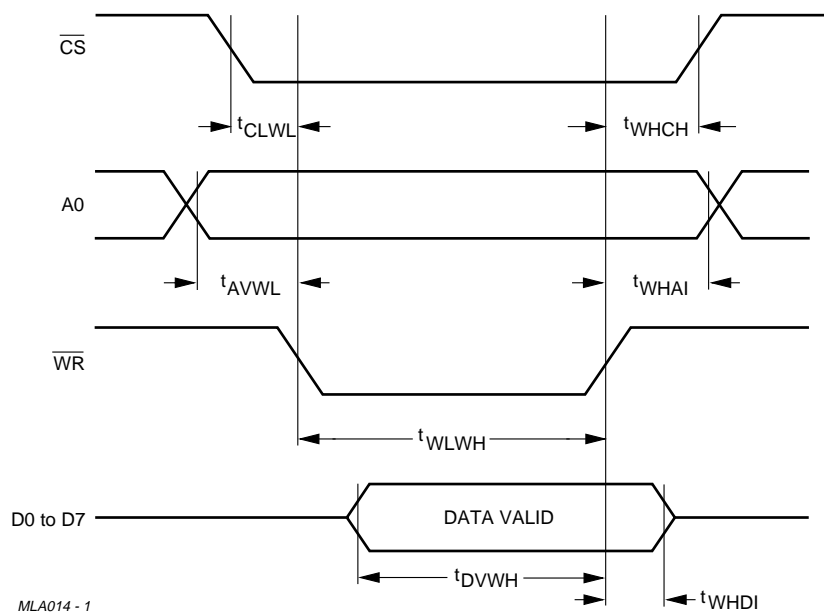 CS
tCLWL
tWHCH
A0
tAVWL
tWHAI
WR
tWLWH
D0 to D7
DATA VALID
tDVWH
tWHDI
MLA014 - 1